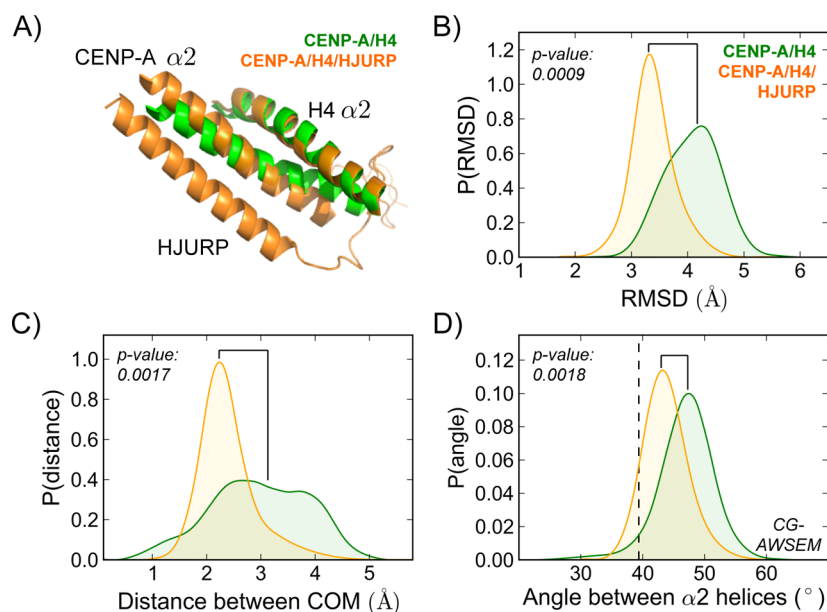 A)
CENP-A/H4
CENP-A/H4/HJURP
CENP-A α2
H4 α2
HJURP
B)
p-value:
0.0009
CENP-A/H4
CENP-A/H4/
HJURP
P(RMSD)
1.2
1.0
0.8
0.6
0.4
0.2
0.0
1 2 3 4 5 6
RMSD (Å)
C)
p-value:
0.0017
P(distance)
1.0
0.8
0.6
0.4
0.2
0.0
1 2 3 4 5
Distance between COM (Å)
D)
p-value:
0.0018
P(angle)
0.12
0.10
0.08
0.06
0.04
0.02
0.00
30 40 50 60
CG-
AWSEM
Angle between α2 helices (°)